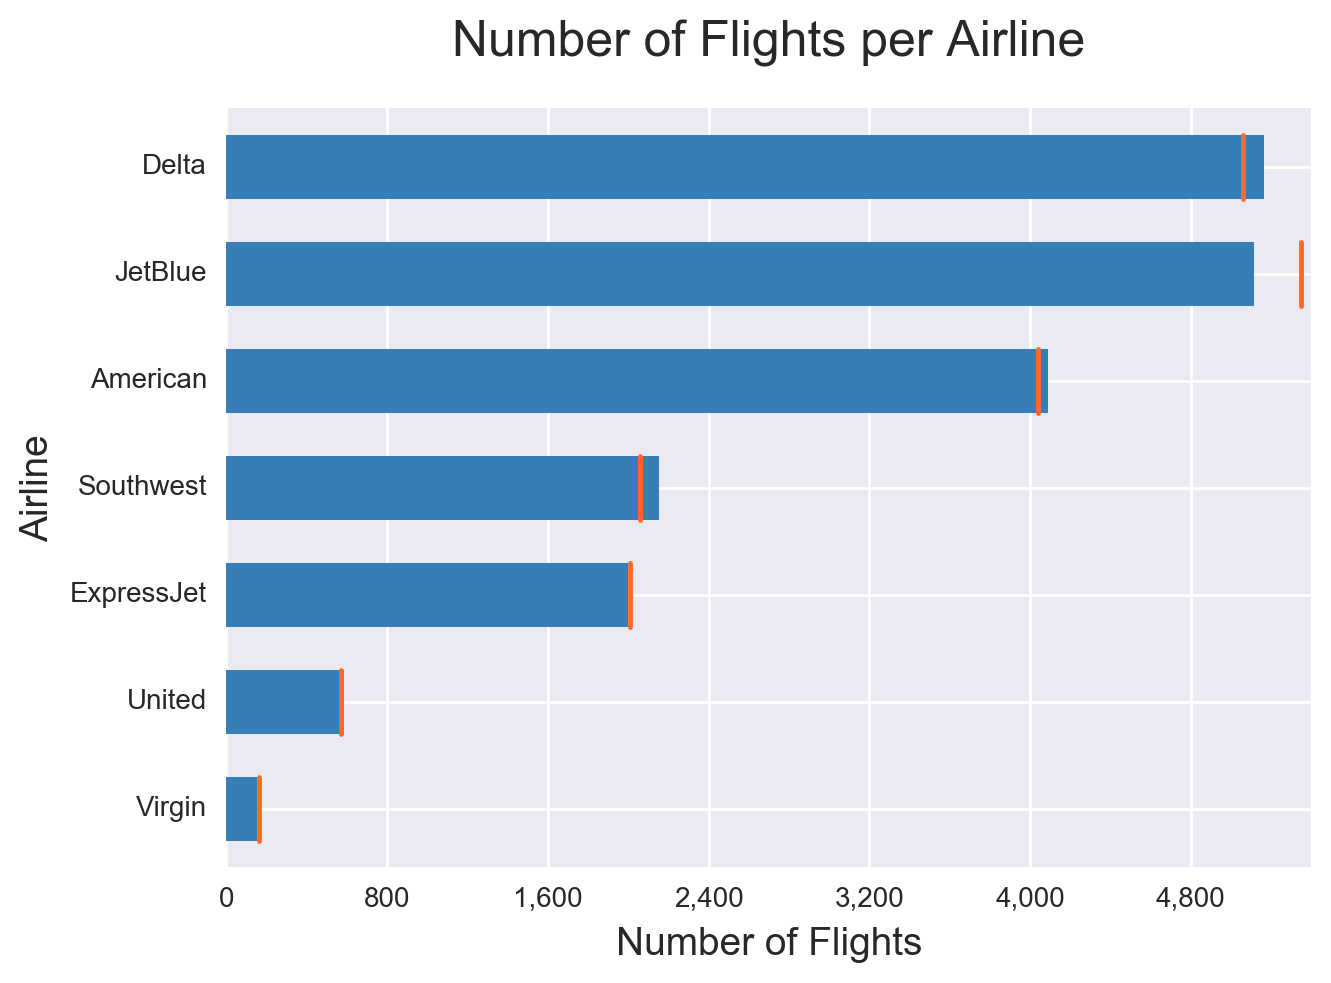 Number of Flights per Airline
Delta
JetBlue
American
Southwest
ExpressJet
United
Virgin
Airline
0 800 1,600 2,400 3,200 4,000 4,800
Number of Flights